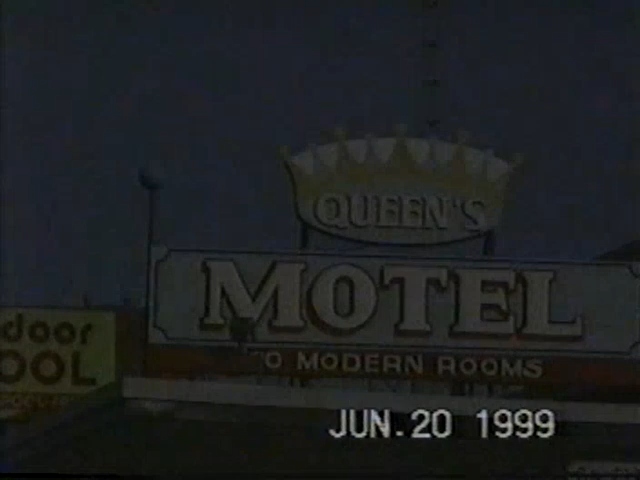 QUEEN'S
MOTEL
door
OOL
O MODERN ROOMS
JUN. 20 1999